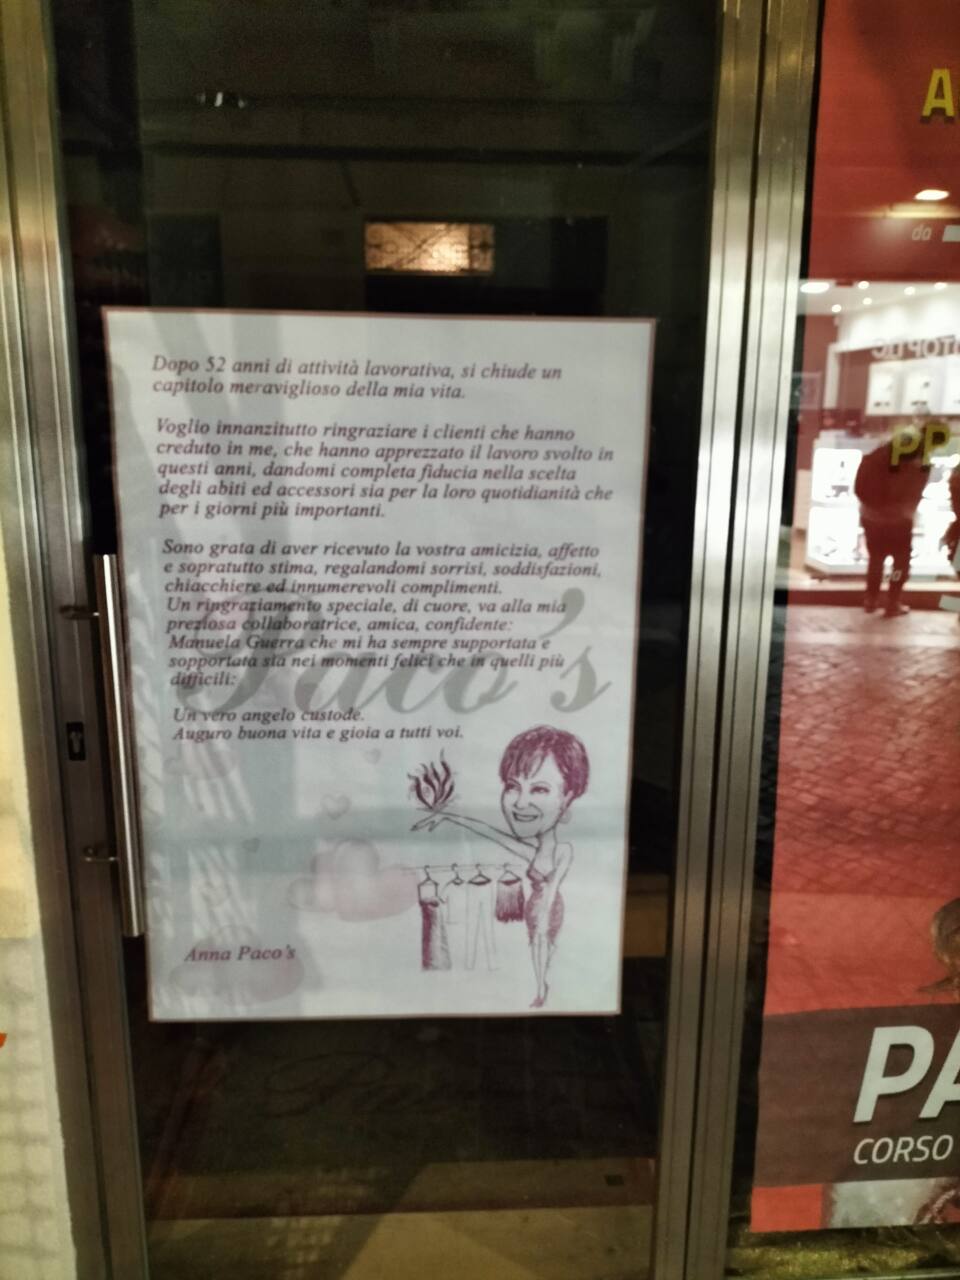 Dopo 52 anni di attività lavorativa, si chiude un
capitolo meraviglioso della mia vita.
Voglio innanzitutto ringraziare i clienti che hanno
creduto in me, che hanno apprezzato il lavoro svolto in
questi anni, dandomi completa fiducia nella scelta
degli abiti ed accessori sia per la loro quotidianità che
per i giorni più importanti.
Sono grata di aver ricevuto la vostra amicizia, affetto
e sopratutto stima, regalandomi sorrisi, soddisfazioni,
chiacchiere ed innumerevoli complimenti.
Un ringraziamento speciale, di cuore, va alla mia
preziosa collaboratrice, amica, confidente:
Manuela Guerra che mi ha sempre supportata e
sopportata sia nei momenti felici che in quelli più
difficili:
Un vero angelo custode.
Auguro buona vita e gioia a tutti voi.
Paco's
Anna Paco's
A
da
PP
PA
CORSO